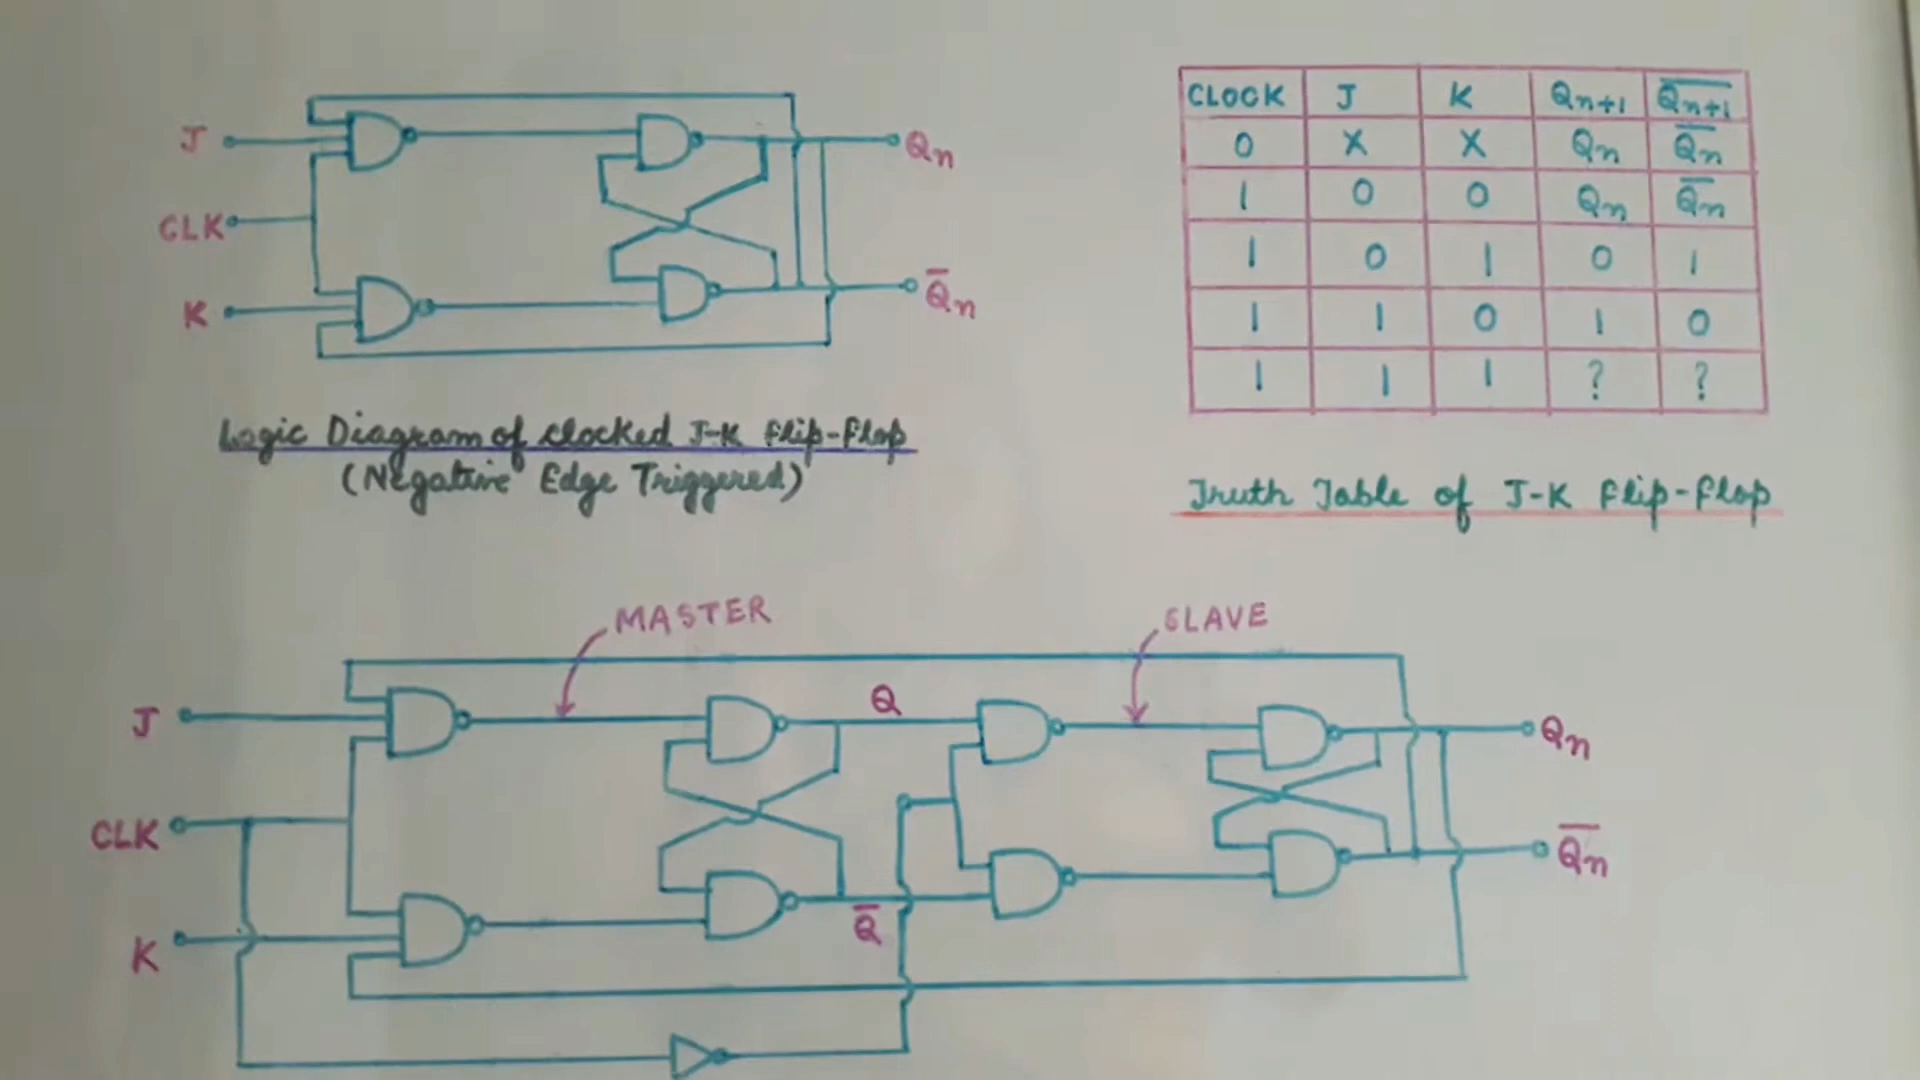 J
CLK
K
Qn
Q̅n
Logic Diagram of clocked J-K Flip-Flop
(Negative Edge Triggered)
CLOCK J K Qn+1 Q̅n+1
0 X X Qn Q̅n
1 0 0 Qn Q̅n
1 0 1 0 1
1 1 0 1 0
1 1 1 ? ?
Truth Table of J-K Flip-Flop
MASTER
SLAVE
J
CLK
K
Q
Q̅
Qn
Q̅n